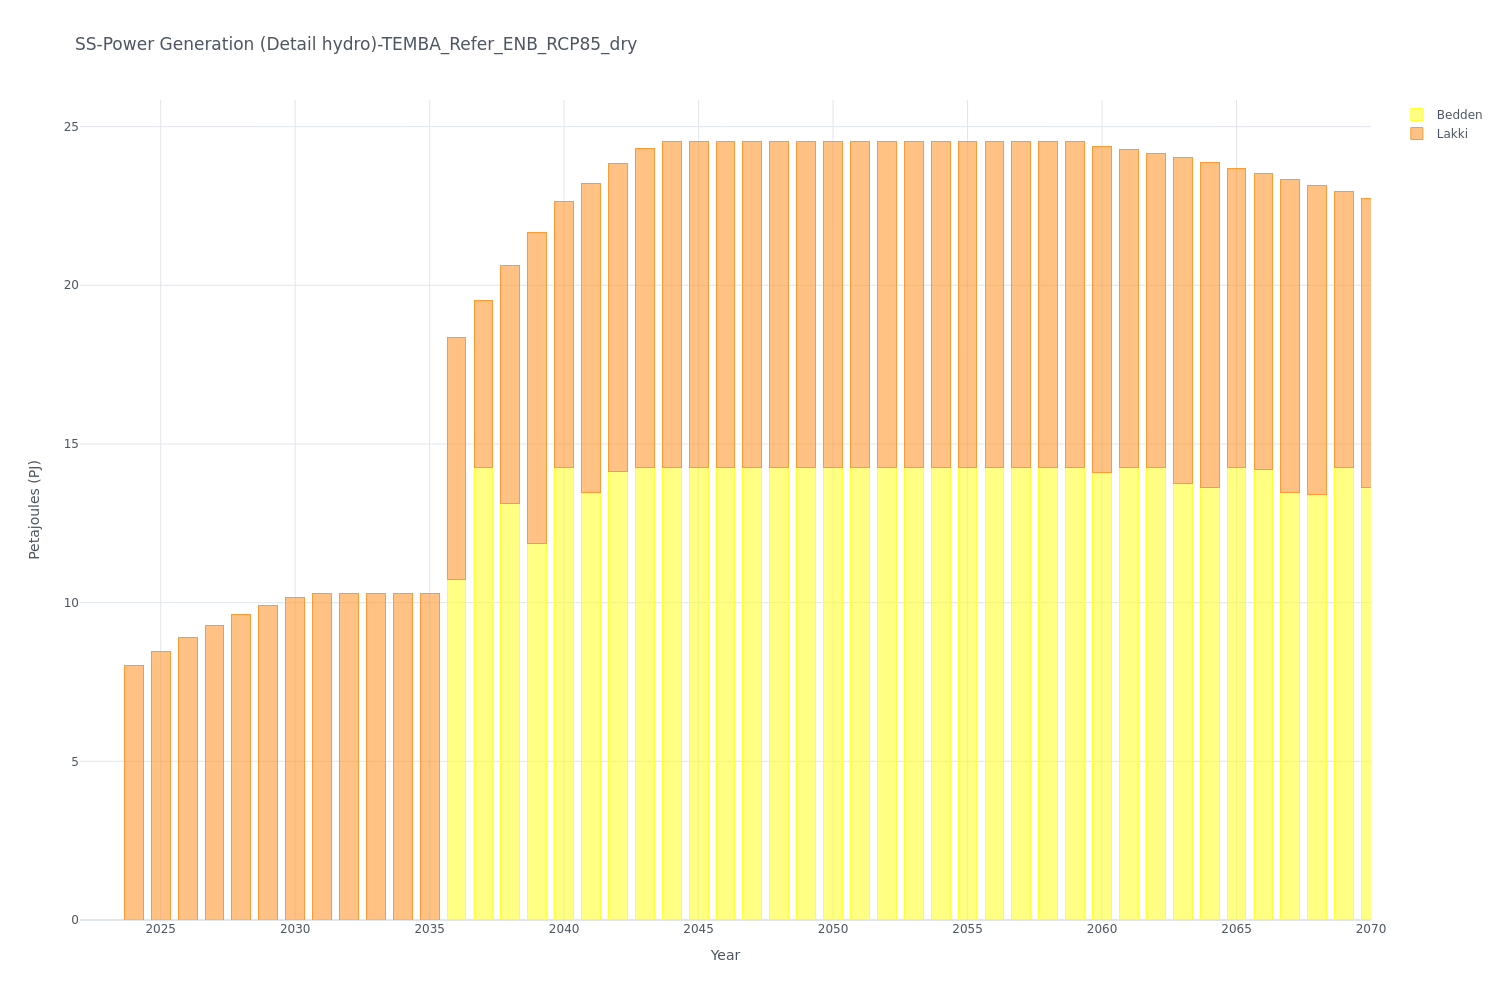 SS-Power Generation (Detail hydro)-TEMBA_Refer_ENB_RCP85_dry
Bedden
Lakki
25
20
15
10
5
0
Petajoules (PJ)
2025 2030 2035 2040 2045 2050 2055 2060 2065 2070
Year